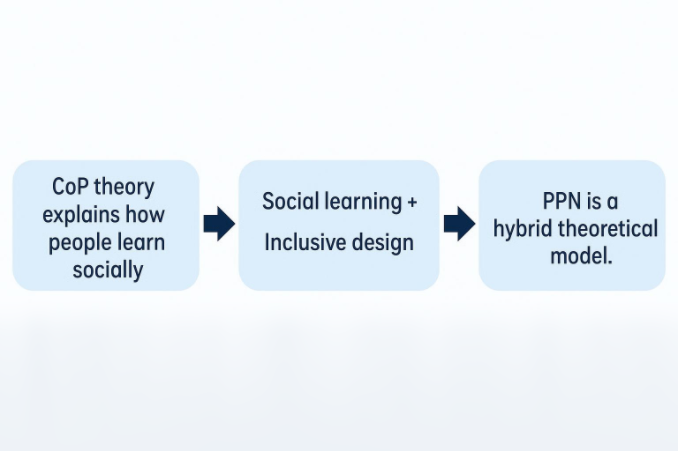 CoP theory
explains how
people learn
socially
Social learning +
Inclusive design
PPN is a
hybrid theoretical
model.